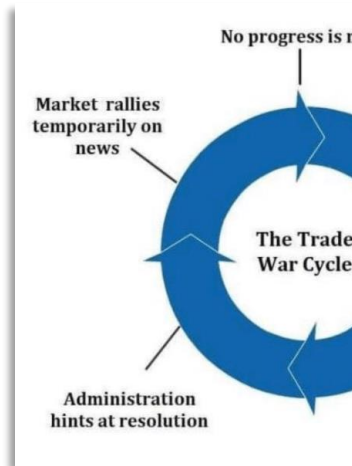 No progress is
Market rallies
temporarily on
news
The Trade
War Cycle
Administration
hints at resolution